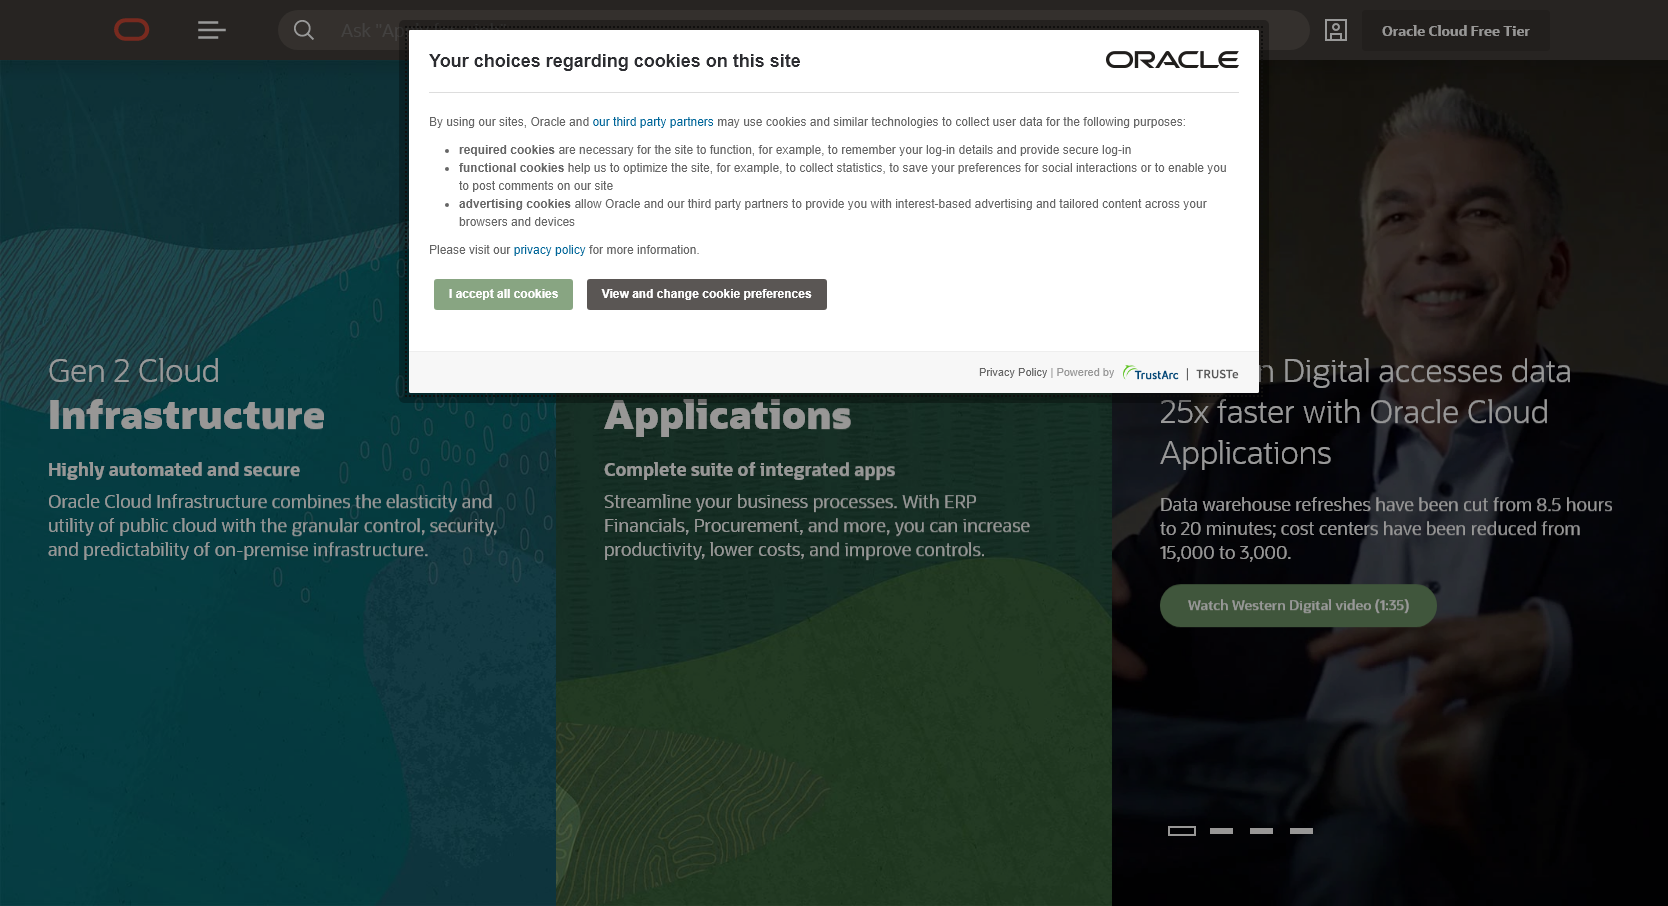 Ask "Ap
Oracle Cloud Free Tier
Your choices regarding cookies on this site
ORACLE
By using our sites, Oracle and our third party partners may use cookies and similar technologies to collect user data for the following purposes:
required cookies are necessary for the site to function, for example, to remember your log-in details and provide secure log-in
functional cookies help us to optimize the site, for example, to collect statistics, to save your preferences for social interactions or to enable you
to post comments on our site
advertising cookies allow Oracle and our third party partners to provide you with interest-based advertising and tailored content across your
browsers and devices
Please visit our privacy policy for more information.
I accept all cookies
View and change cookie preferences
Privacy Policy | Powered by TrustArc | TRUSTe
Gen 2 Cloud
Infrastructure
Highly automated and secure
Oracle Cloud Infrastructure combines the elasticity and
utility of public cloud with the granular control, security,
and predictability of on-premise infrastructure.
Applications
Complete suite of integrated apps
Streamline your business processes. With ERP
Financials, Procurement, and more, you can increase
productivity, lower costs, and improve controls.
n Digital accesses data
25x faster with Oracle Cloud
Applications
Data warehouse refreshes have been cut from 8.5 hours
to 20 minutes; cost centers have been reduced from
15,000 to 3,000.
Watch Western Digital video (1:35)